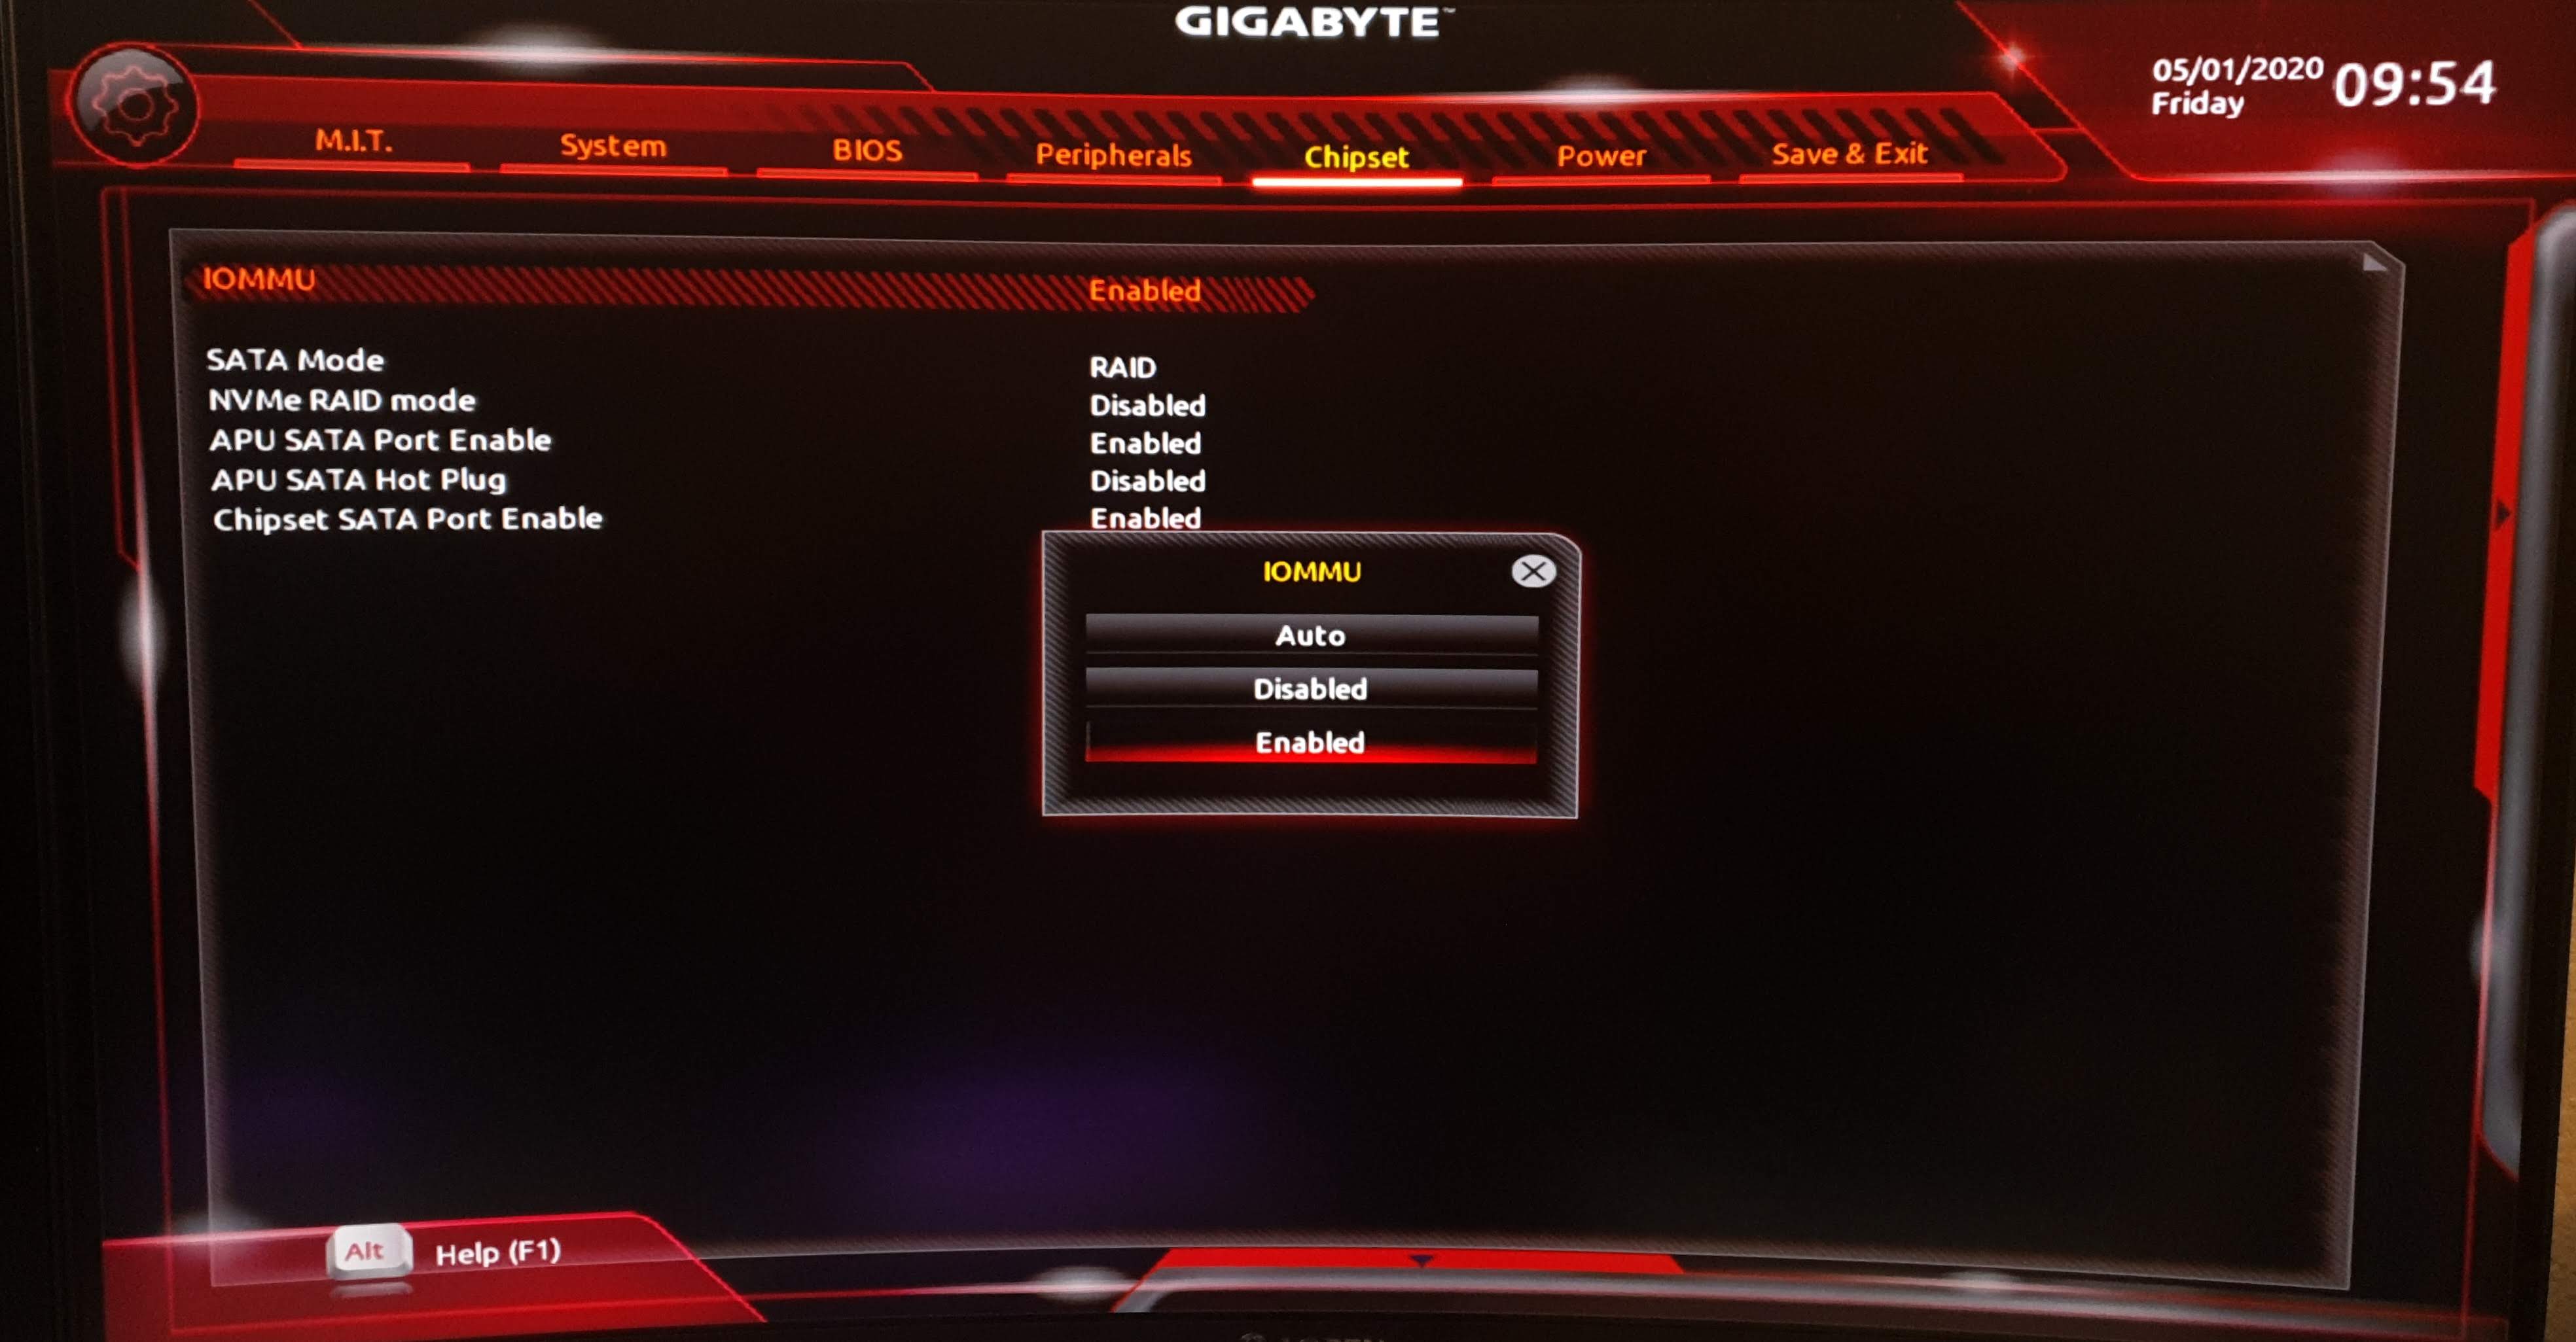 GIGABYTE™
05/01/2020 09:54
Friday
M.I.T. System BIOS Peripherals Chipset Power Save & Exit
IOMMU Enabled
SATA Mode RAID
NVMe RAID mode Disabled
APU SATA Port Enable Enabled
APU SATA Hot Plug Disabled
Chipset SATA Port Enable Enabled
IOMMU
Auto
Disabled
Enabled
Alt Help (F1)